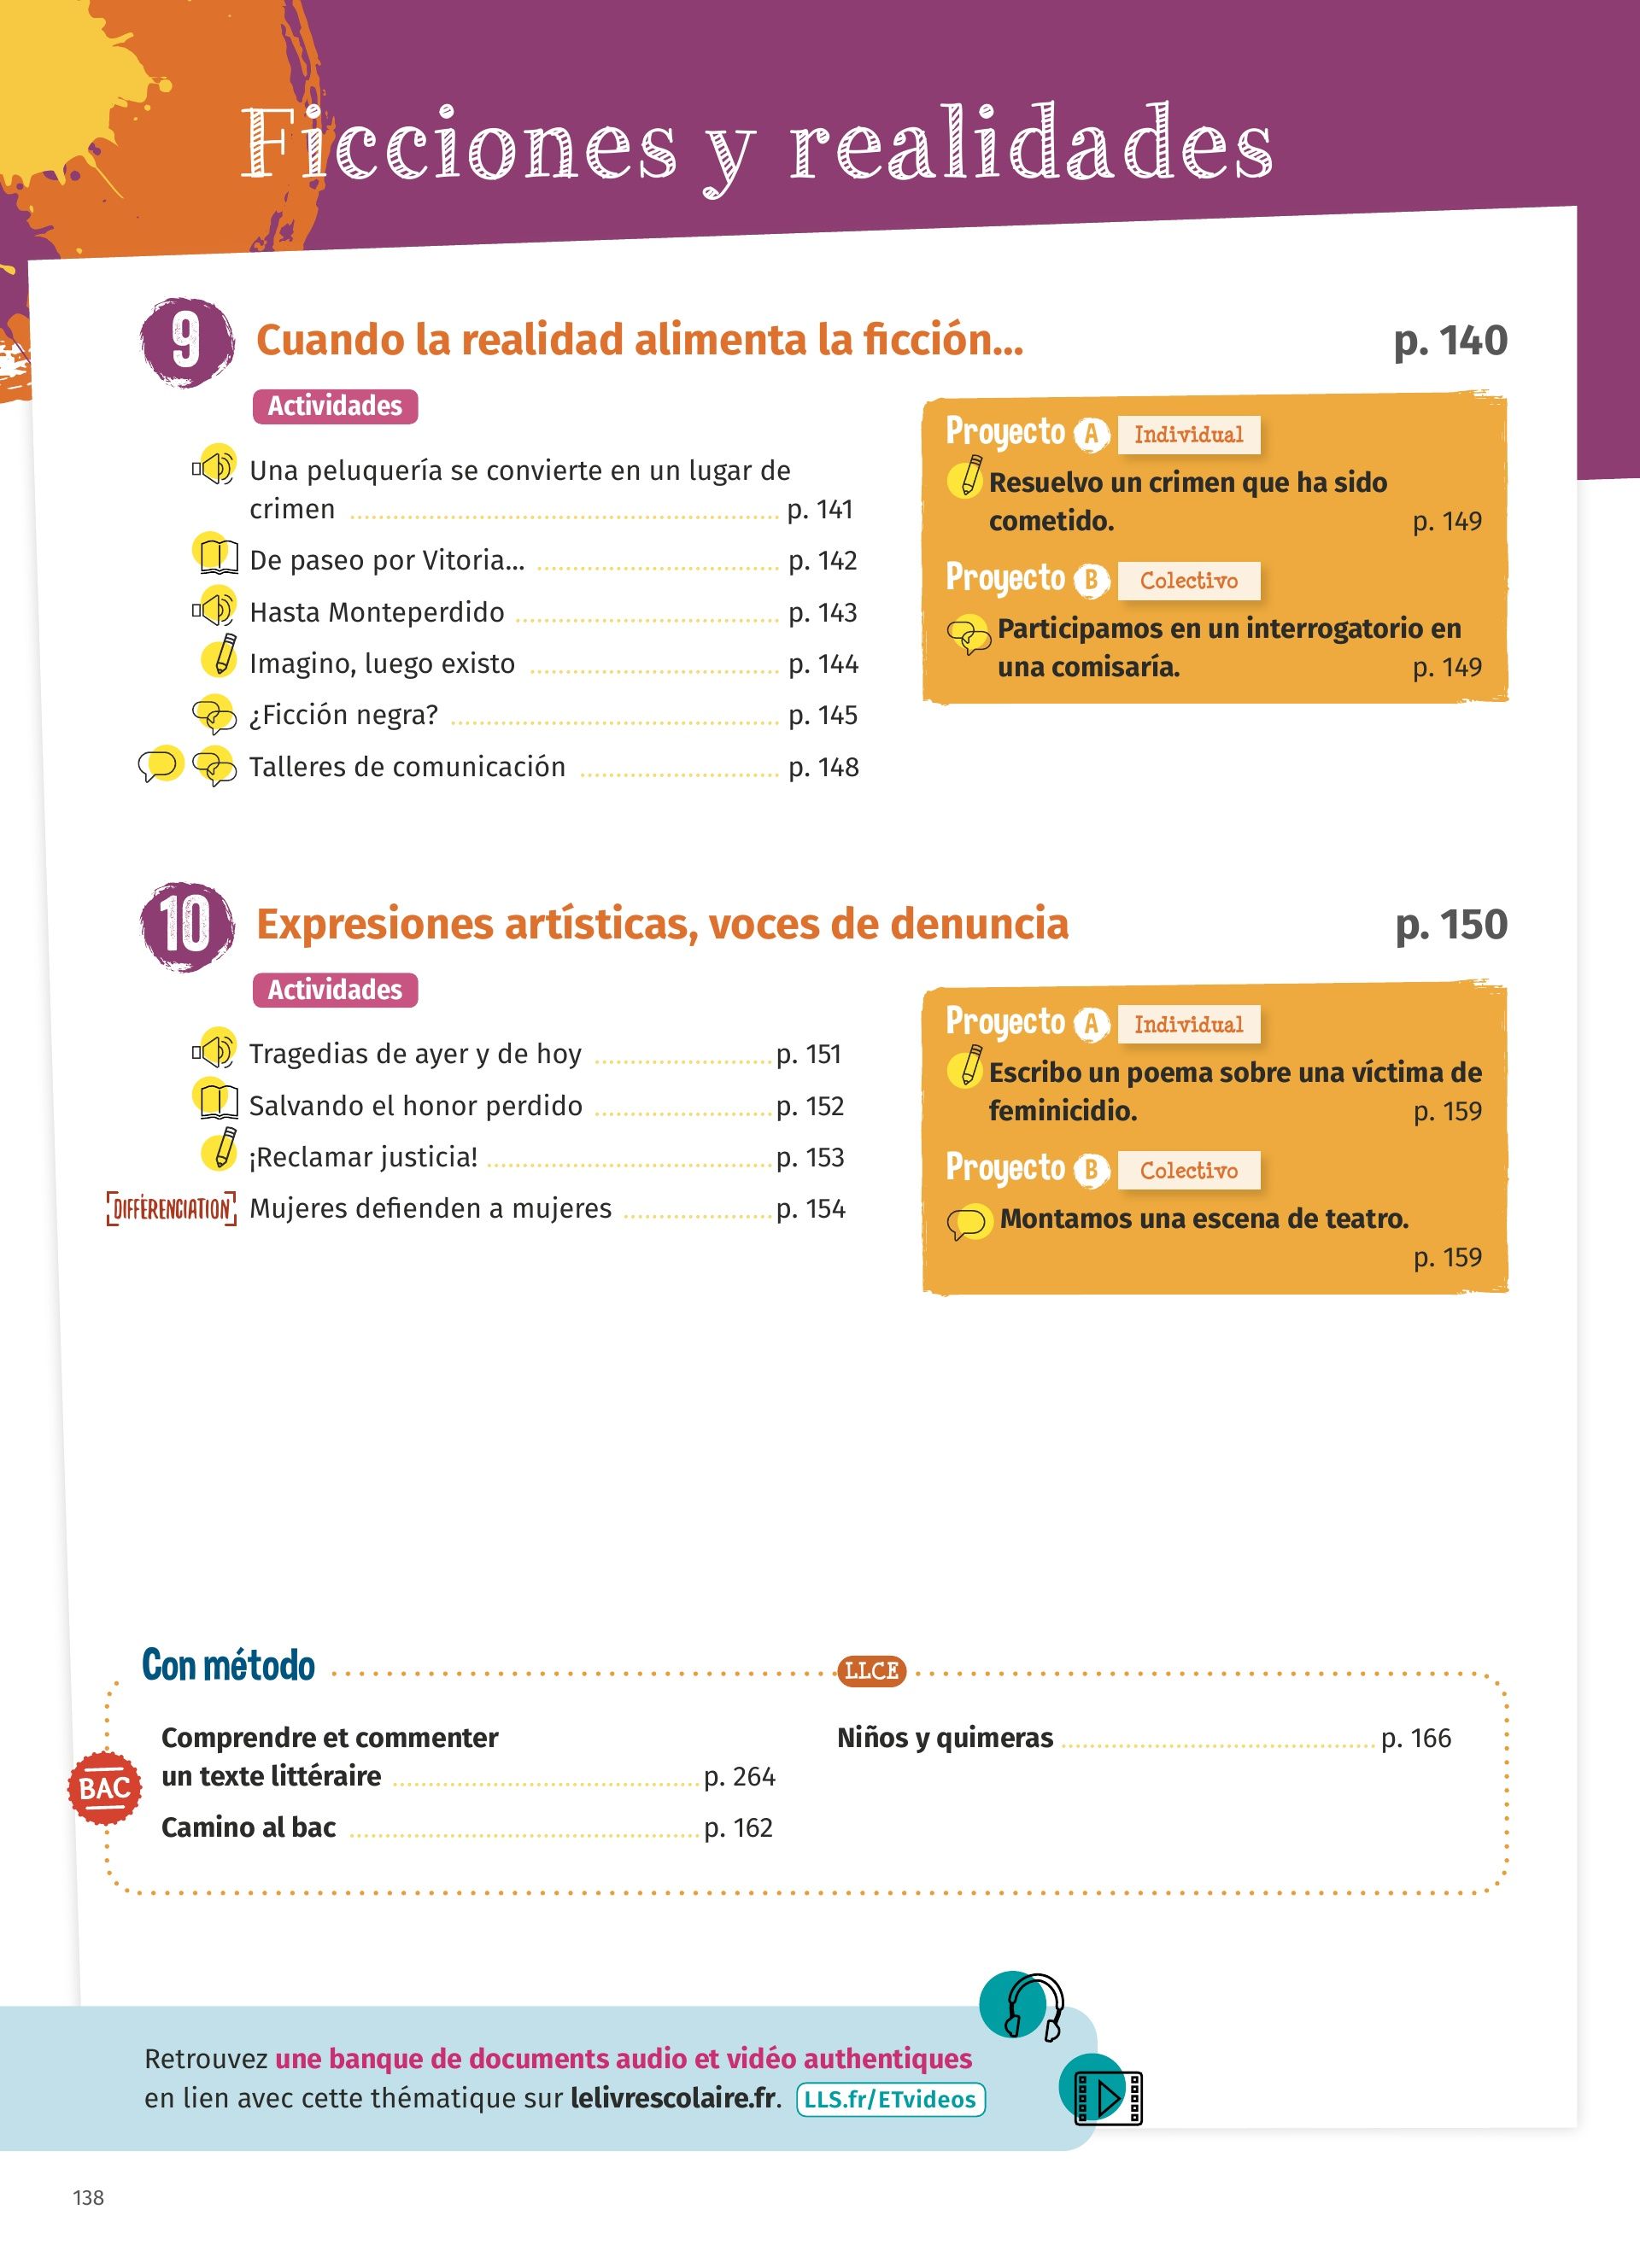 Ficciones y realidades
9 Cuando la realidad alimenta la ficción... p. 140
Actividades
Una peluquería se convierte en un lugar de
crimen p. 141
De paseo por Vitoria... p. 142
Hasta Monteperdido p. 143
Imagino, luego existo p. 144
¿Ficción negra? p. 145
Talleres de comunicación p. 148
Proyecto A Individual
Resuelvo un crimen que ha sido
cometido. p. 149
Proyecto B Colectivo
Participamos en un interrogatorio en
una comisaría. p. 149
10 Expresiones artísticas, voces de denuncia p. 150
Actividades
Tragedias de ayer y de hoy p. 151
Salvando el honor perdido p. 152
¡Reclamar justicia! p. 153
DIFFÉRENCIATION Mujeres defienden a mujeres p. 154
Proyecto A Individual
Escribo un poema sobre una víctima de
feminicidio. p. 159
Proyecto B Colectivo
Montamos una escena de teatro.
p. 159
Con método
BAC
Comprendre et commenter
un texte littéraire p. 264
Camino al bac p. 162
LLCE
Niños y quimeras p. 166
Retrouvez une banque de documents audio et vidéo authentiques
en lien avec cette thématique sur lelivrescolaire.fr. LLS.fr/ETvideos
138